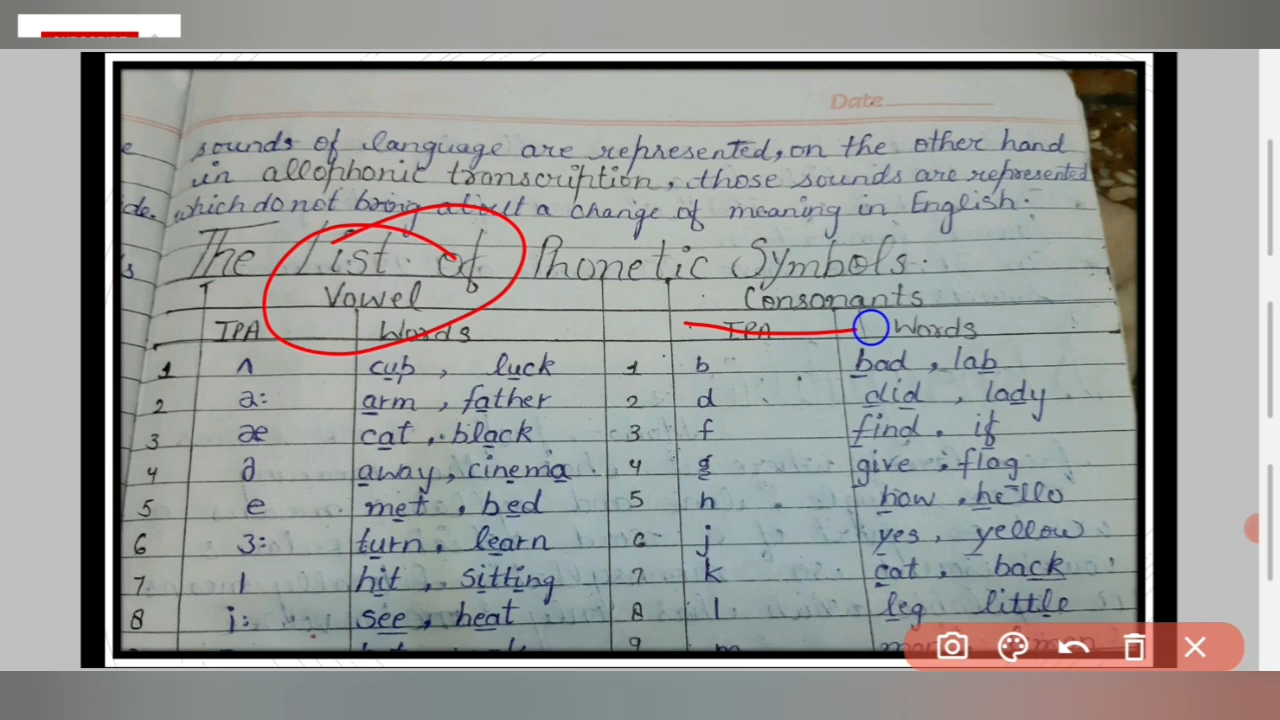 Date
sounds of language are represented, on the other hand
in allophonic transcription, those sounds are represented
de. which do not bring about a change of meaning in English.
The List of Phonetic Symbols.
Vowel Consonants
IPA Words IPA Words
1 ʌ cup, luck 1 b bad, lab
2 a: arm, father 2 d did, lady
3 æ cat, black 3 f find, if
4 ə away, cinema 4 g give, flag
5 e met, bed 5 h how, hello
6 3: turn, learn 6 j yes, yellow
7. I hit, sitting 7. k cat, back
8 i: see, heat 8 l leg little
9 m